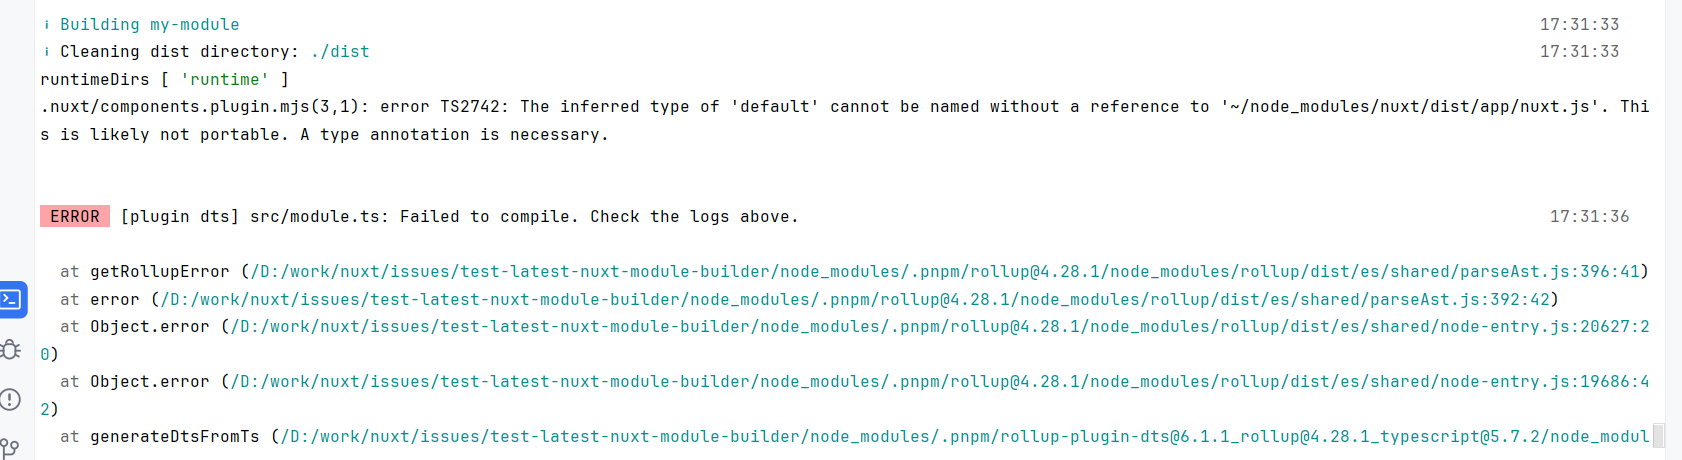 i Building my-module 17:31:33
i Cleaning dist directory: ./dist 17:31:33
runtimeDirs [ 'runtime' ]
.nuxt/components.plugin.mjs(3,1): error TS2742: The inferred type of 'default' cannot be named without a reference to '~/node_modules/nuxt/dist/app/nuxt.js'. Thi
s is likely not portable. A type annotation is necessary.
ERROR [plugin dts] src/module.ts: Failed to compile. Check the logs above. 17:31:36
at getRollupError (/D:/work/nuxt/issues/test-latest-nuxt-module-builder/node_modules/.pnpm/rollup@4.28.1/node_modules/rollup/dist/es/shared/parseAst.js:396:41)
at error (/D:/work/nuxt/issues/test-latest-nuxt-module-builder/node_modules/.pnpm/rollup@4.28.1/node_modules/rollup/dist/es/shared/parseAst.js:392:42)
at Object.error (/D:/work/nuxt/issues/test-latest-nuxt-module-builder/node_modules/.pnpm/rollup@4.28.1/node_modules/rollup/dist/es/shared/node-entry.js:20627:2
0)
at Object.error (/D:/work/nuxt/issues/test-latest-nuxt-module-builder/node_modules/.pnpm/rollup@4.28.1/node_modules/rollup/dist/es/shared/node-entry.js:19686:4
2)
at generateDtsFromTs (/D:/work/nuxt/issues/test-latest-nuxt-module-builder/node_modules/.pnpm/rollup-plugin-dts@6.1.1_rollup@4.28.1_typescript@5.7.2/node_modul